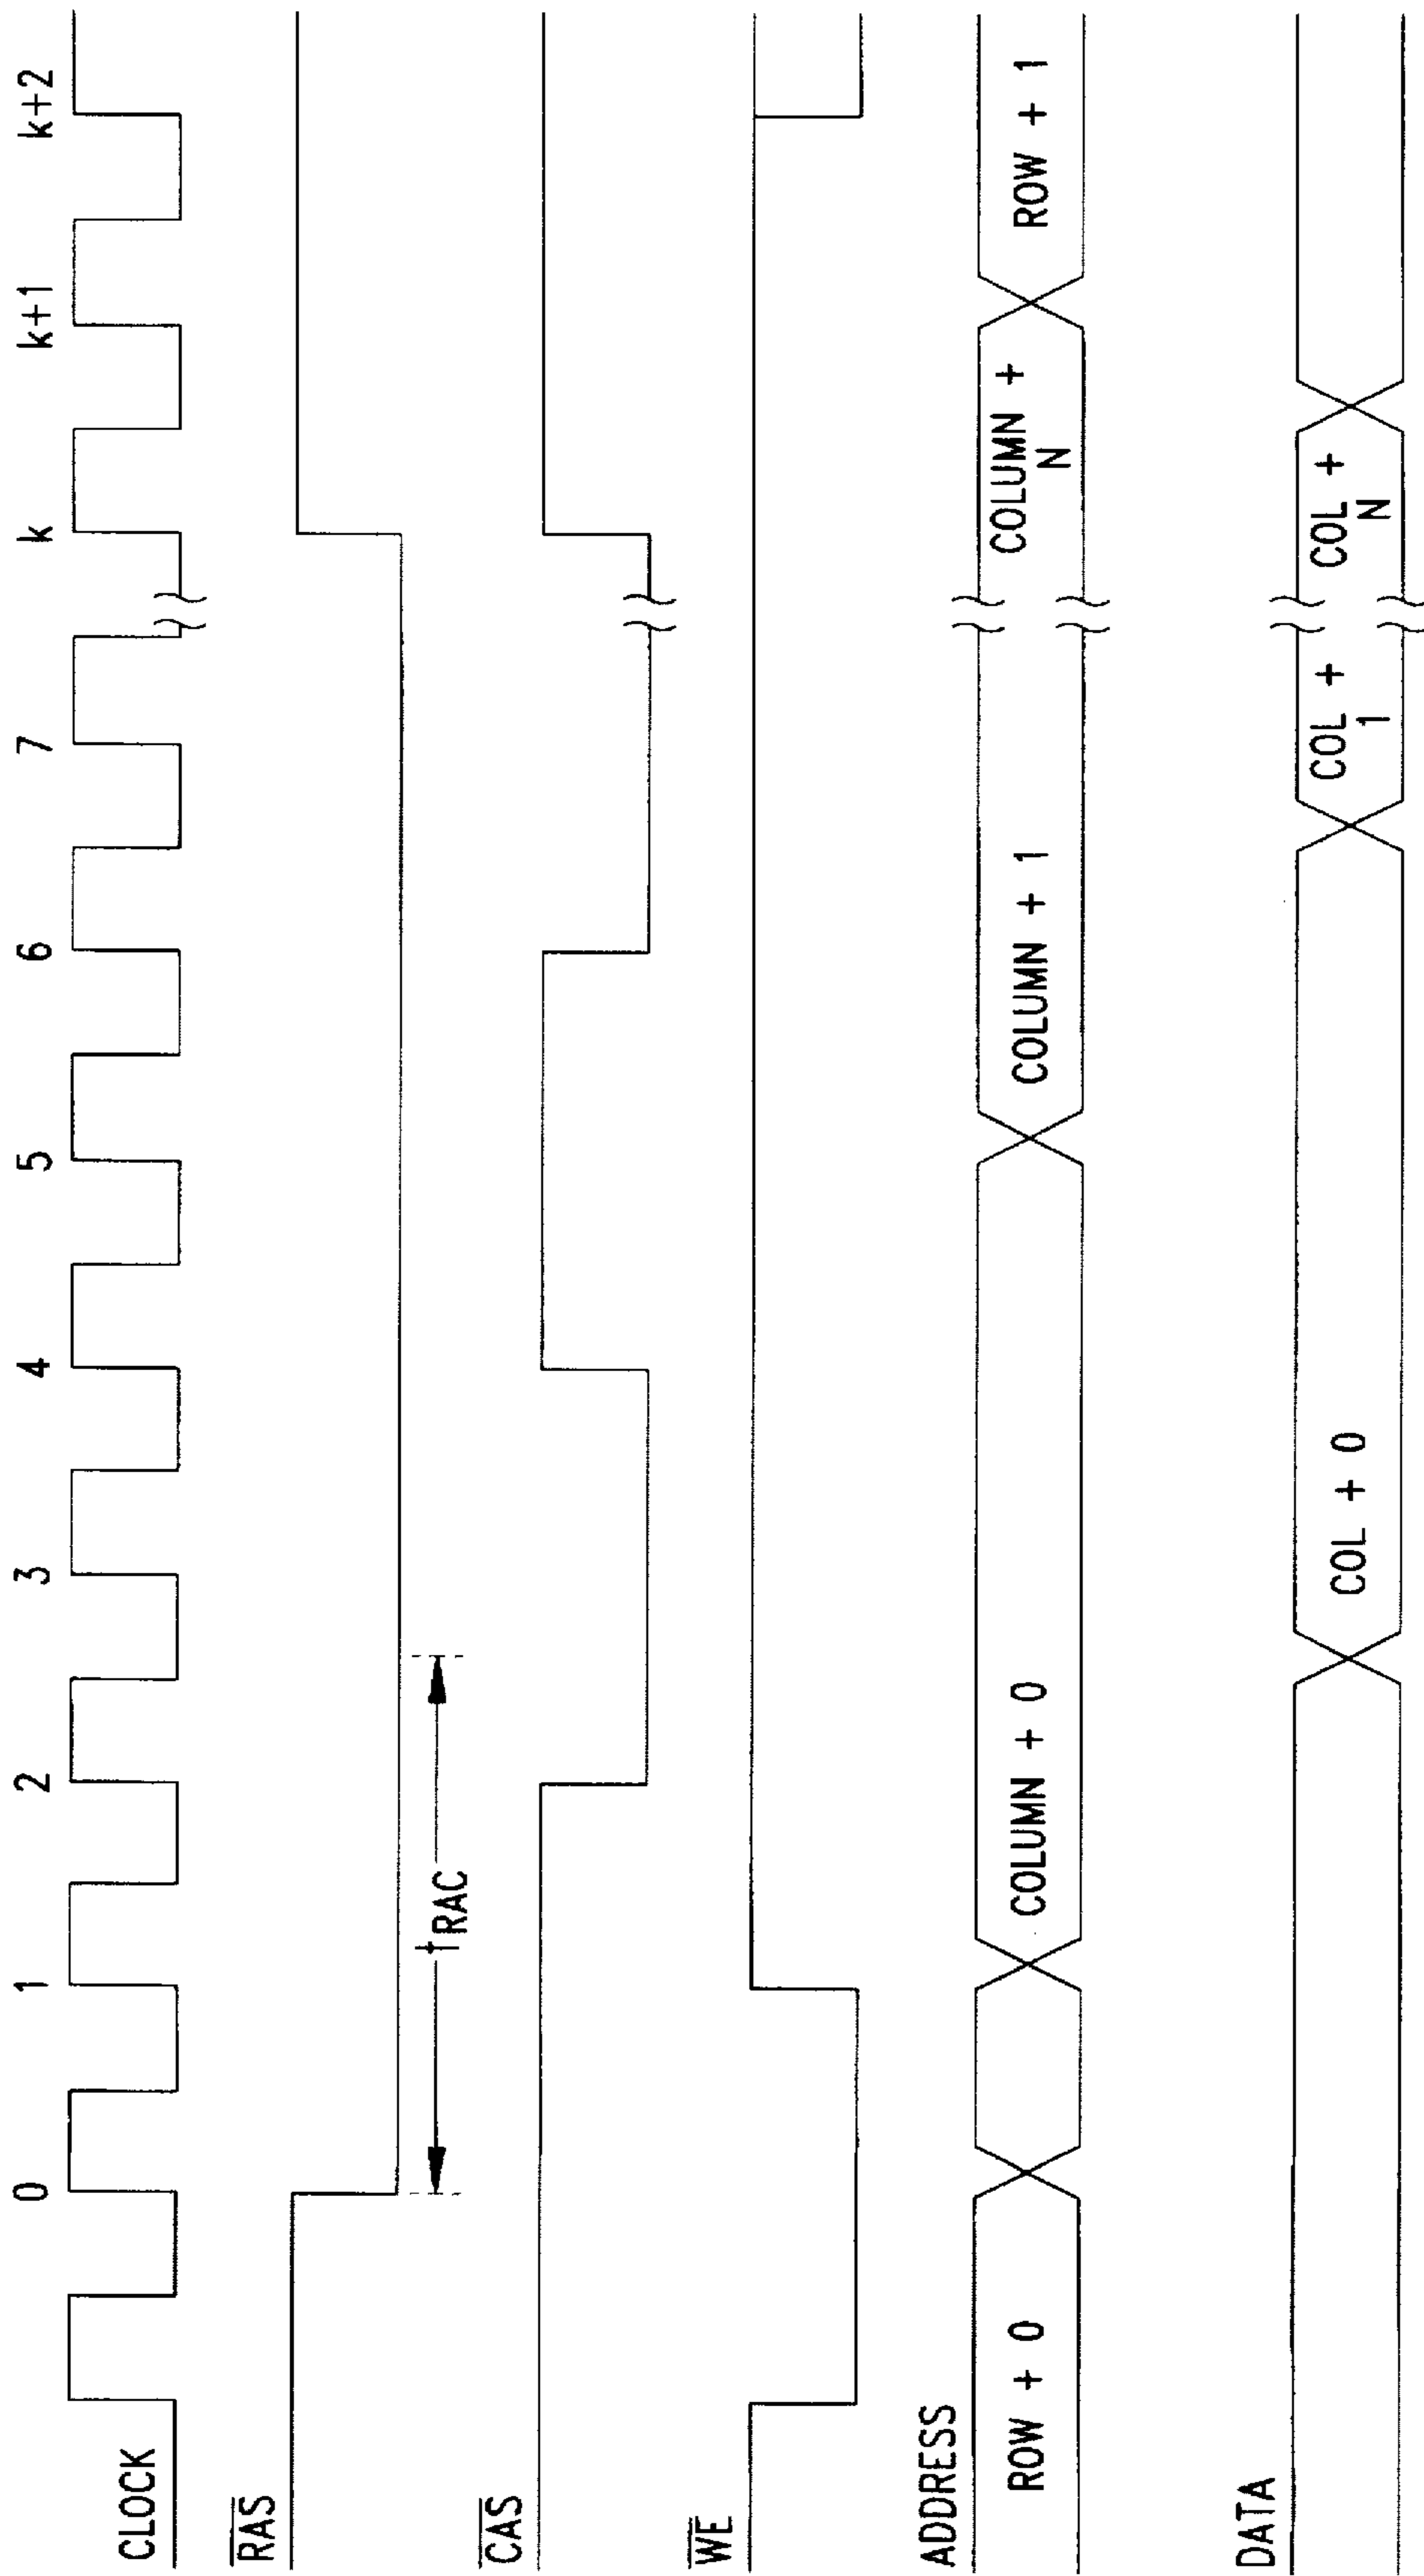 0 1 2 3 4 5 6 7 k k+1 k+2
CLOCK
RAS
tRAC
CAS
WE
ADDRESS
ROW + 0
COLUMN + 0
COLUMN + 1
COLUMN +
N
ROW + 1
DATA
COL + 0
COL +
1
COL +
N